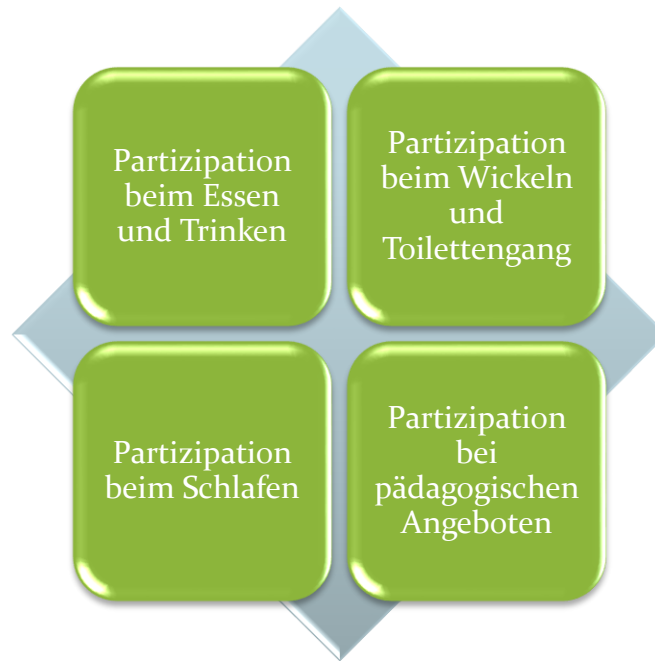 Partizipation
beim Essen
und Trinken
Partizipation
beim Wickeln
und
Toilettengang
Partizipation
beim Schlafen
Partizipation
bei
pädagogischen
Angeboten